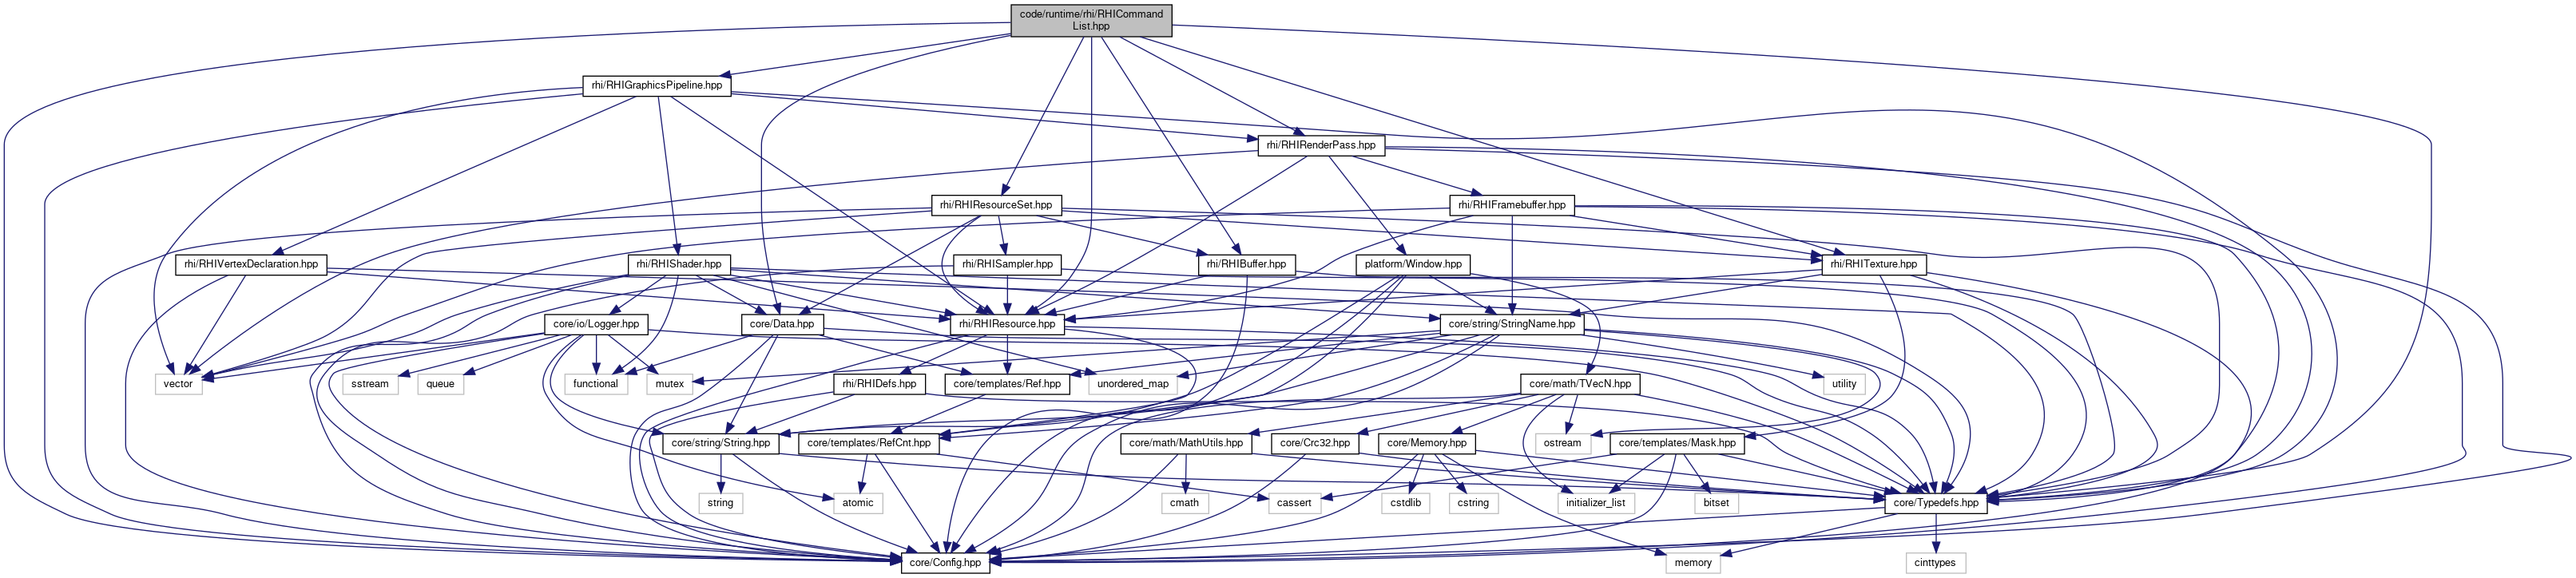 code/runtime/rhi/RHICommand
List.hpp
rhi/RHIGraphicsPipeline.hpp
rhi/RHIRenderPass.hpp
rhi/RHIResourceSet.hpp
rhi/RHIFramebuffer.hpp
rhi/RHIVertexDeclaration.hpp
rhi/RHIShader.hpp
rhi/RHISampler.hpp
rhi/RHIBuffer.hpp
platform/Window.hpp
rhi/RHITexture.hpp
core/io/Logger.hpp
core/Data.hpp
rhi/RHIResource.hpp
core/string/StringName.hpp
vector
sstream
queue
functional
mutex
rhi/RHIDefs.hpp
core/templates/Ref.hpp
unordered_map
core/math/TVecN.hpp
utility
core/string/String.hpp
core/templates/RefCnt.hpp
core/math/MathUtils.hpp
core/Crc32.hpp
core/Memory.hpp
ostream
core/templates/Mask.hpp
string
atomic
cmath
cassert
cstdlib
cstring
initializer_list
bitset
core/Typedefs.hpp
core/Config.hpp
memory
cinttypes